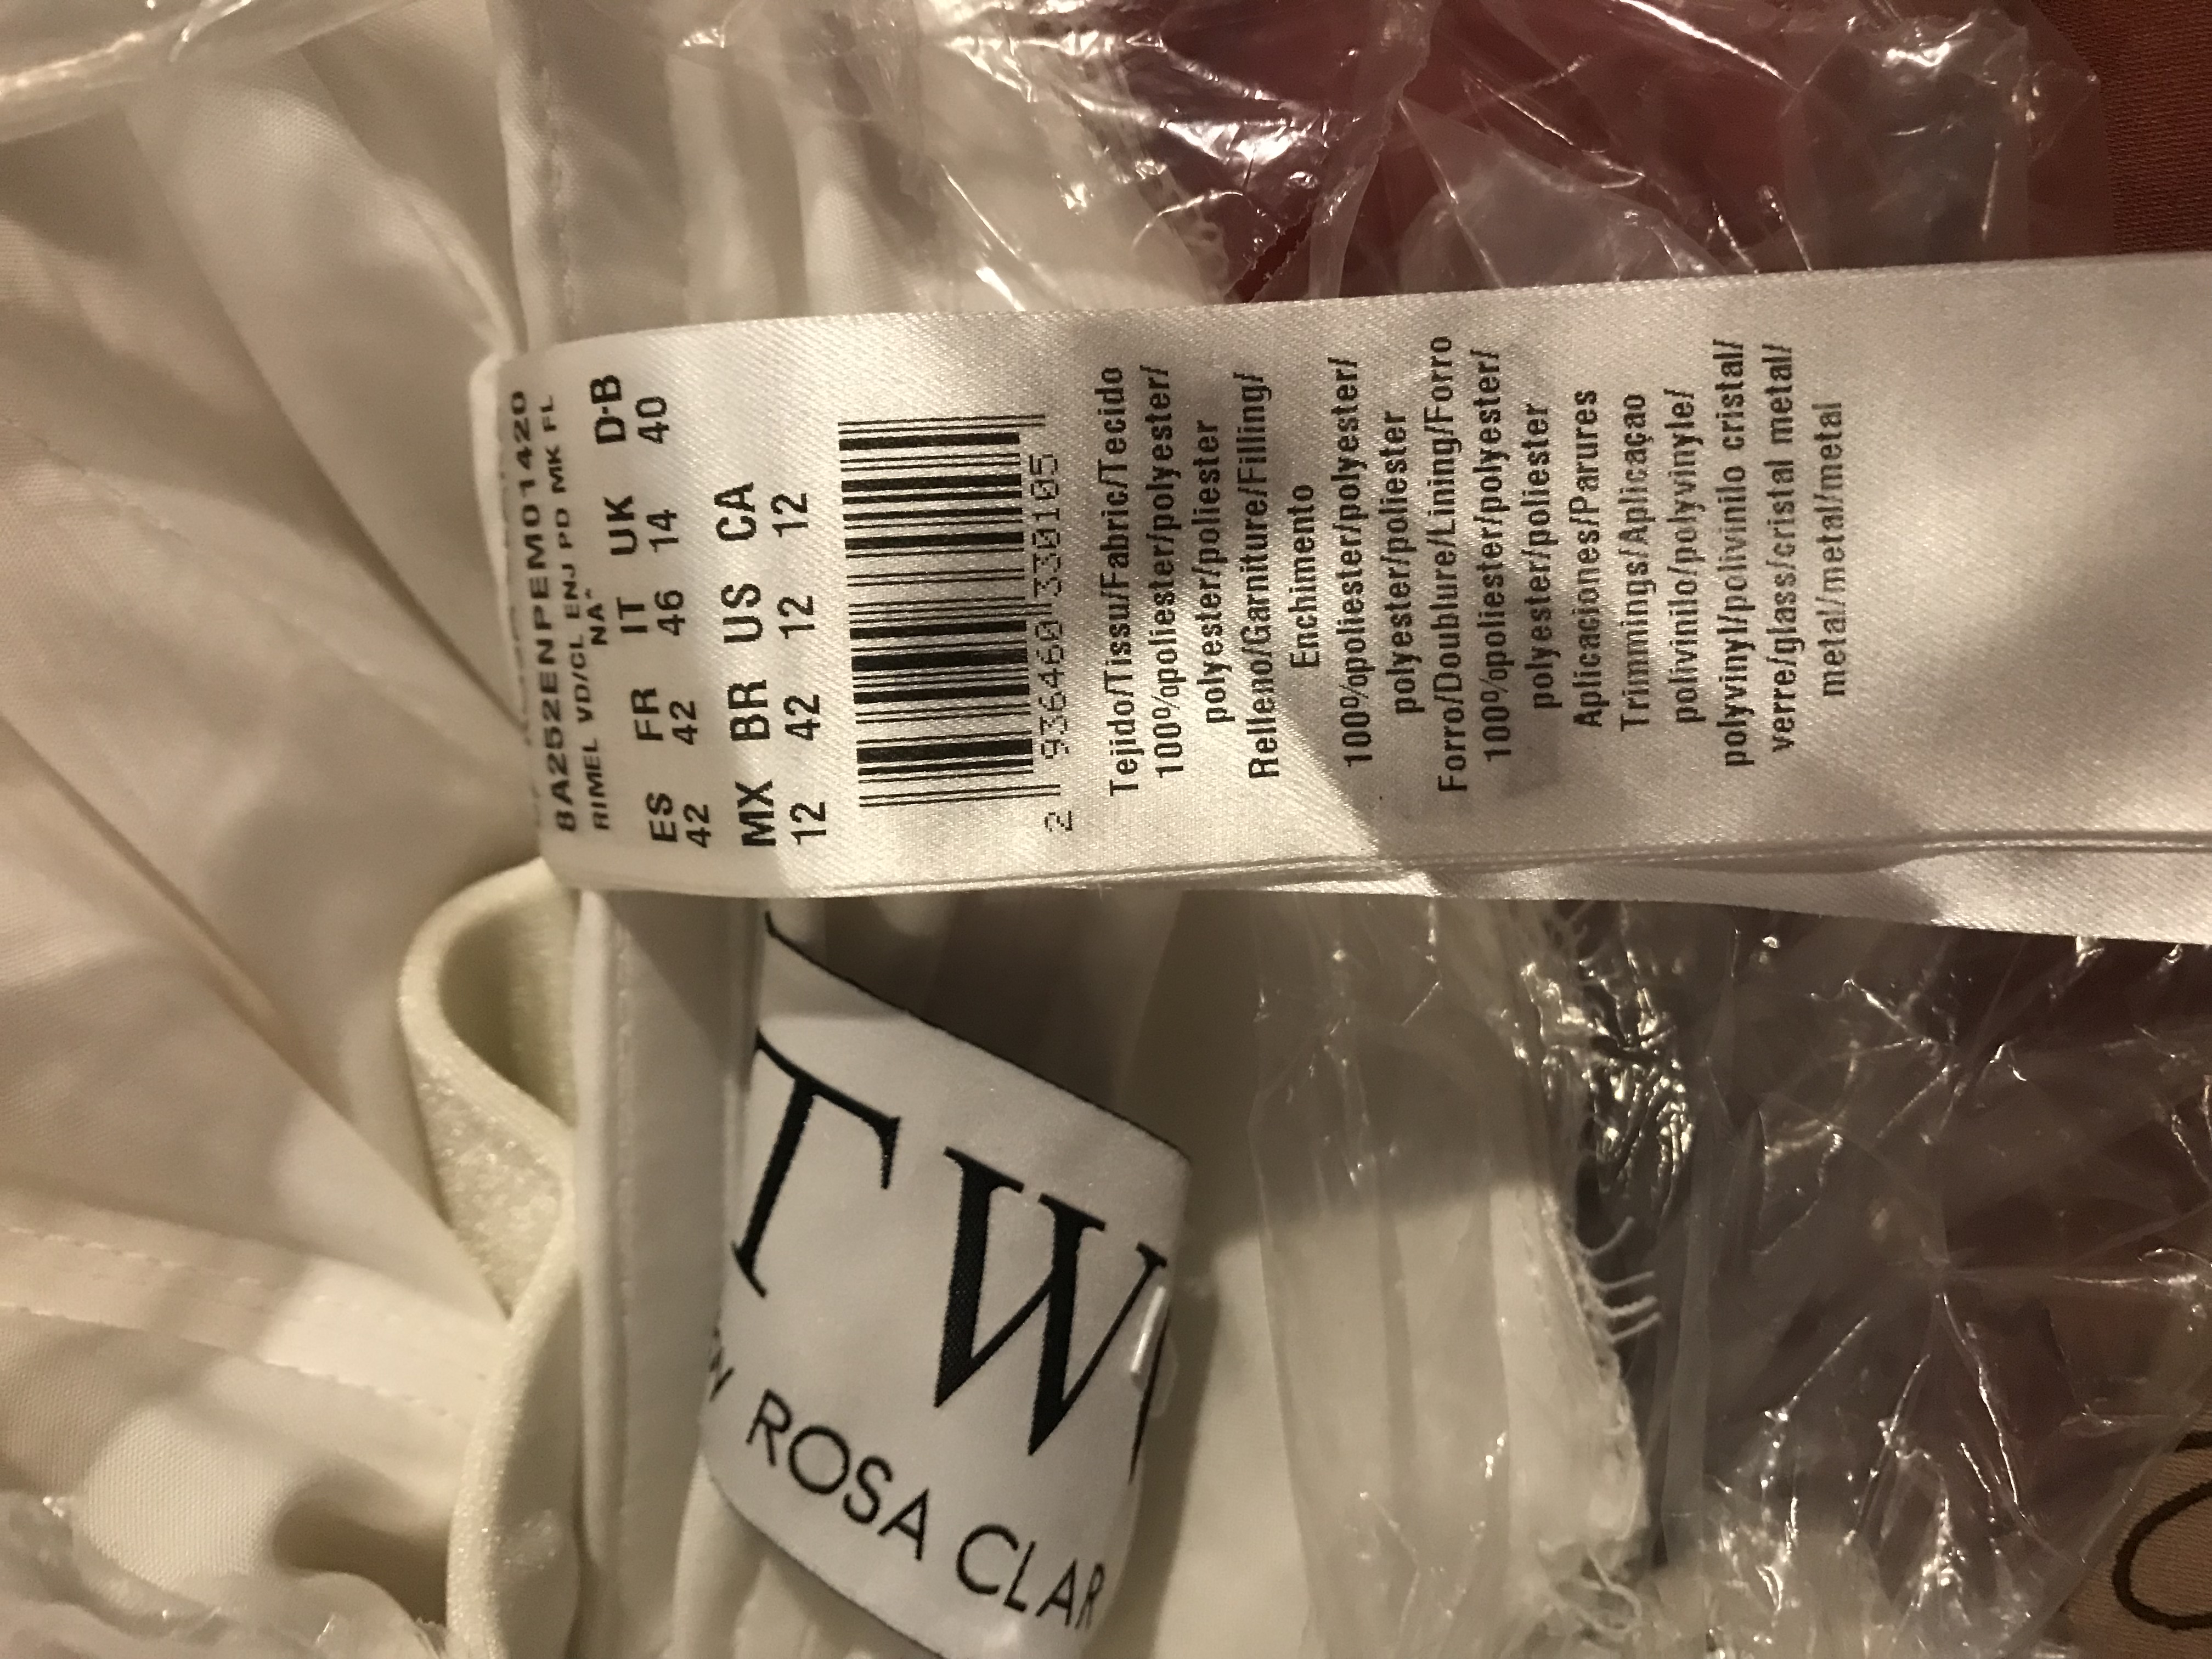 8A252ENPEM01420
RIMEL VD/CL ENJ PD MK FL
NA^
ES FR IT UK D-B
42 42 46 14 40
MX BR US CA
12 42 12 12
2 936460 330105
Tejido/Tissu/Fabric/Tecido
100%poliester/polyester/
polyester/poliester
Relleno/Garniture/Filling/
Enchimento
100%poliester/polyester/
polyester/poliester
Forro/Doublure/Lining/Forro
100%poliester/polyester/
polyester/poliester
Aplicaciones/Parures
Trimmings/Aplicaçao
polivinilo/polyvinyle/
polyvinyl/polivinilo cristal/
verre/glass/cristal metal/
metal/metal/metal
TW
ROSA CLAR